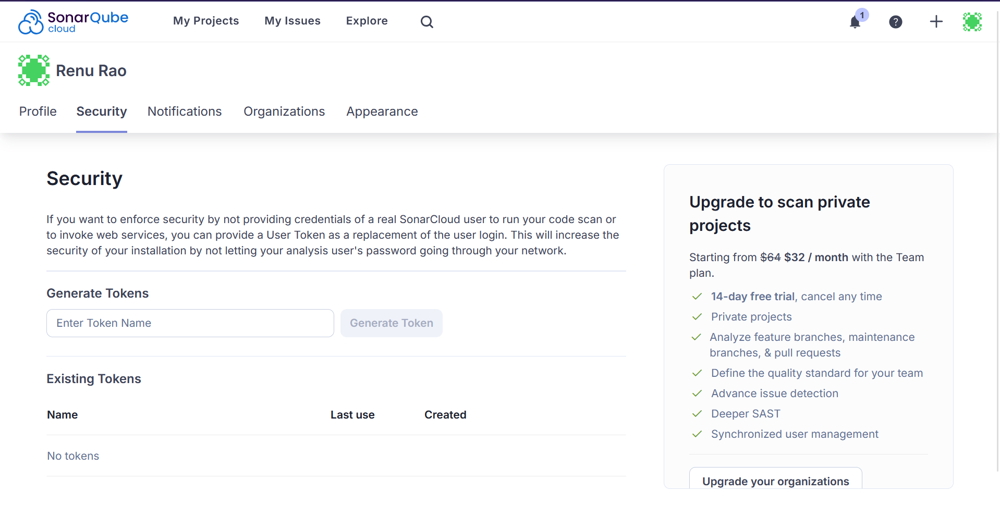 SonarQube
cloud
My Projects
My Issues
Explore
1
?
Renu Rao
Profile
Security
Notifications
Organizations
Appearance
Security
If you want to enforce security by not providing credentials of a real SonarCloud user to run your code scan or
to invoke web services, you can provide a User Token as a replacement of the user login. This will increase the
security of your installation by not letting your analysis user's password going through your network.
Generate Tokens
Enter Token Name
Generate Token
Existing Tokens
Name
Last use
Created
No tokens
Upgrade to scan private
projects
Starting from $64 $32 / month with the Team
plan.
14-day free trial, cancel any time
Private projects
Analyze feature branches, maintenance
branches, & pull requests
Define the quality standard for your team
Advance issue detection
Deeper SAST
Synchronized user management
Upgrade your organizations